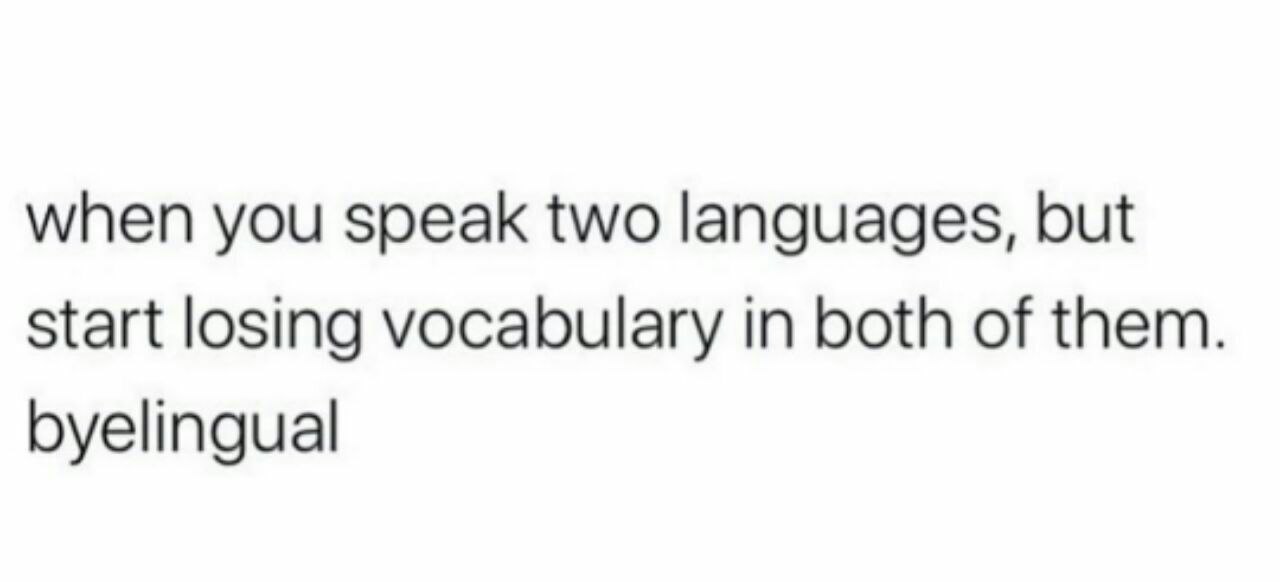 when you speak two languages, but
start losing vocabulary in both of them.
byelingual